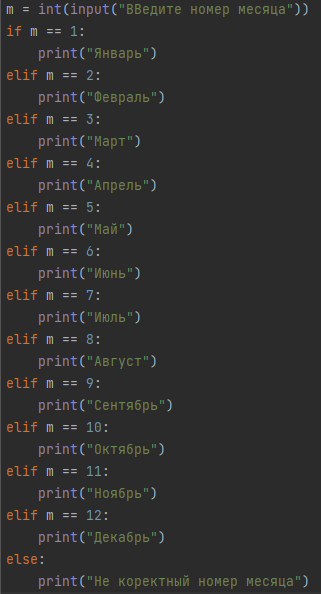 m = int(input("ВВедите номер месяца"))
if m == 1:
    print("Январь")
elif m == 2:
    print("Февраль")
elif m == 3:
    print("Март")
elif m == 4:
    print("Апрель")
elif m == 5:
    print("Май")
elif m == 6:
    print("Июнь")
elif m == 7:
    print("Июль")
elif m == 8:
    print("Август")
elif m == 9:
    print("Сентябрь")
elif m == 10:
    print("Октябрь")
elif m == 11:
    print("Ноябрь")
elif m == 12:
    print("Декабрь")
else:
    print("Не коректный номер месяца")